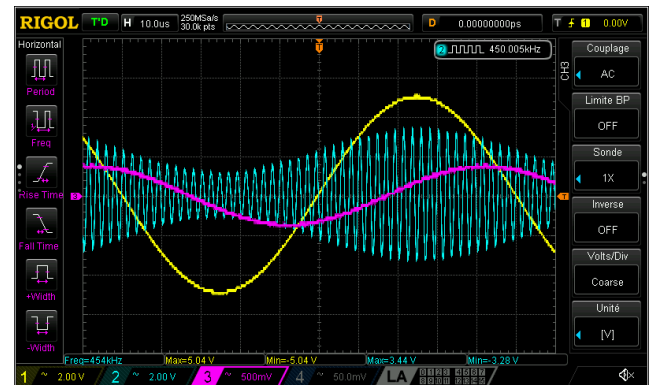 RIGOL T'D H 10.0us 250MSa/s 30.0k pts D 0.00000000ps T 1 0.00V
Horizontal
2 450.005kHz
T
Period
Freq
Rise Time
Fall Time
+Width
-Width
3
T
CH3
Couplage
AC
Limite BP
OFF
Sonde
1X
Inverse
OFF
Volts/Div
Coarse
Unité
[V]
Freq=454kHz Max=5.04 V Min=-5.04 V Max=3.44 V Min=-3.28 V
1 ~ 2.00 V 2 ~ 2.00 V 3 ~ 500mV 4 ~ 50.0mV LA